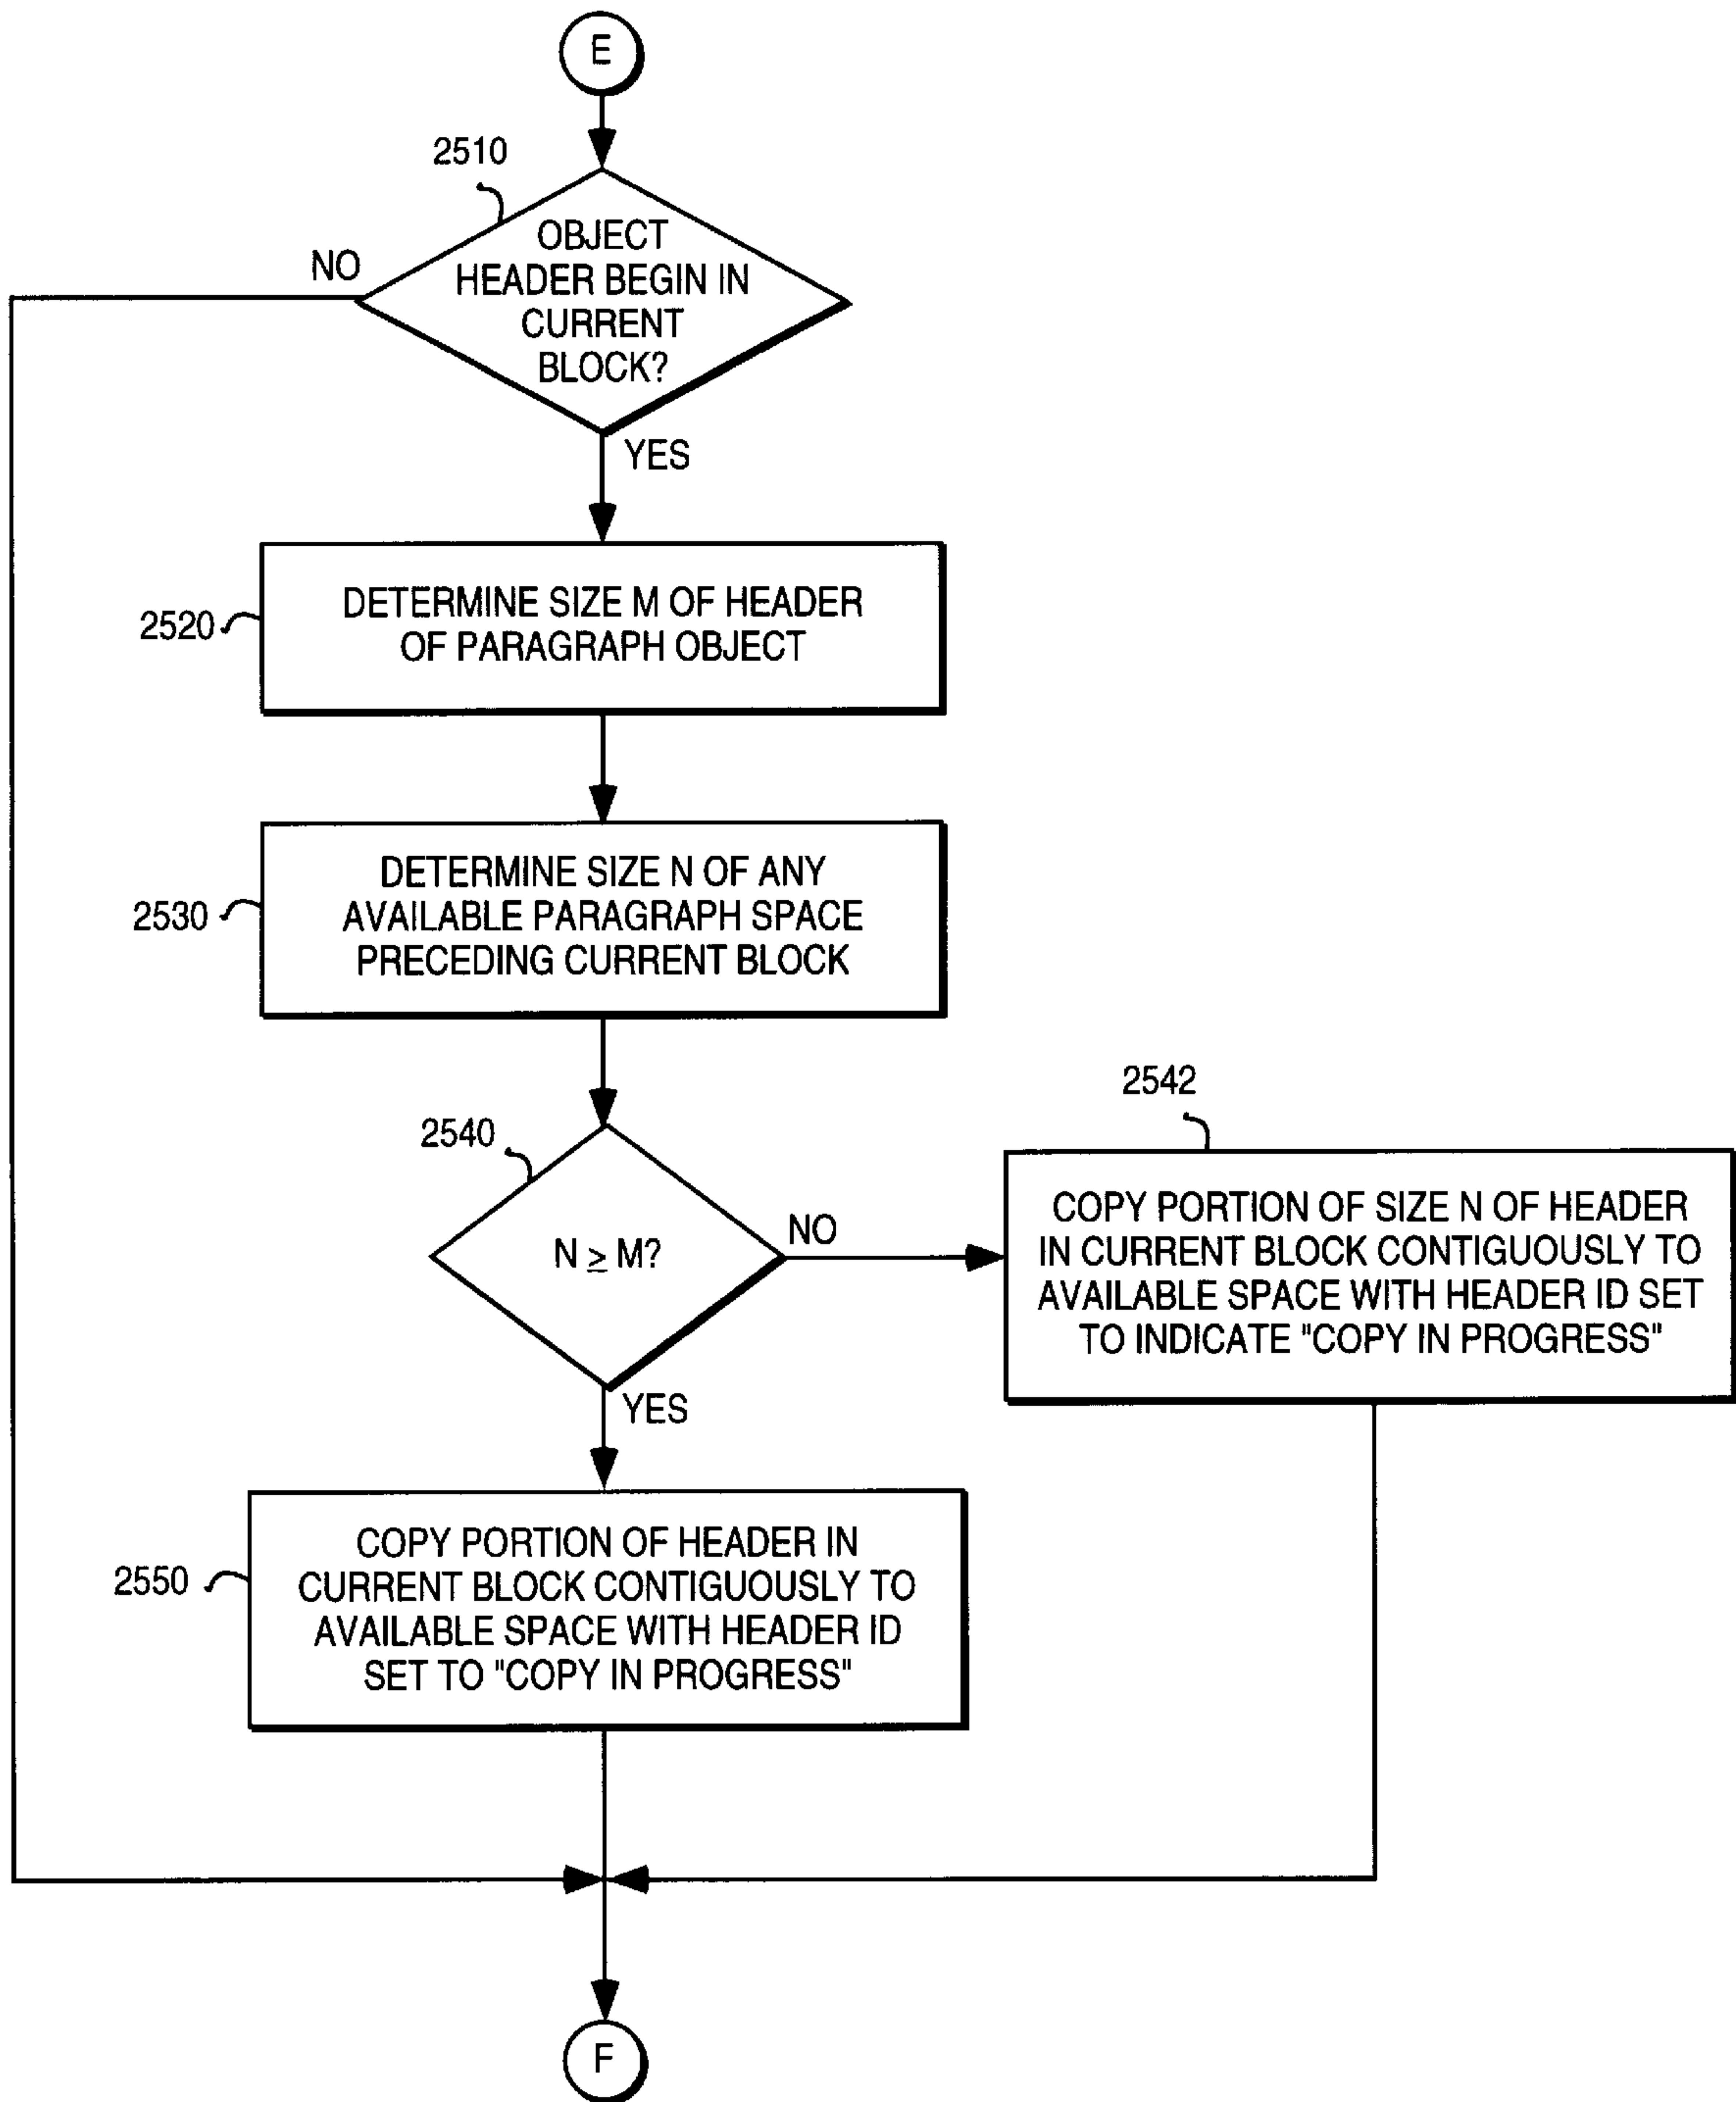 E
2510
OBJECT
HEADER BEGIN IN
CURRENT
BLOCK?
NO
YES
2520
DETERMINE SIZE M OF HEADER
OF PARAGRAPH OBJECT
2530
DETERMINE SIZE N OF ANY
AVAILABLE PARAGRAPH SPACE
PRECEDING CURRENT BLOCK
2540
N ≥ M?
NO
YES
2542
COPY PORTION OF SIZE N OF HEADER
IN CURRENT BLOCK CONTIGUOUSLY TO
AVAILABLE SPACE WITH HEADER ID SET
TO INDICATE "COPY IN PROGRESS"
2550
COPY PORTION OF HEADER IN
CURRENT BLOCK CONTIGUOUSLY TO
AVAILABLE SPACE WITH HEADER ID
SET TO "COPY IN PROGRESS"
F